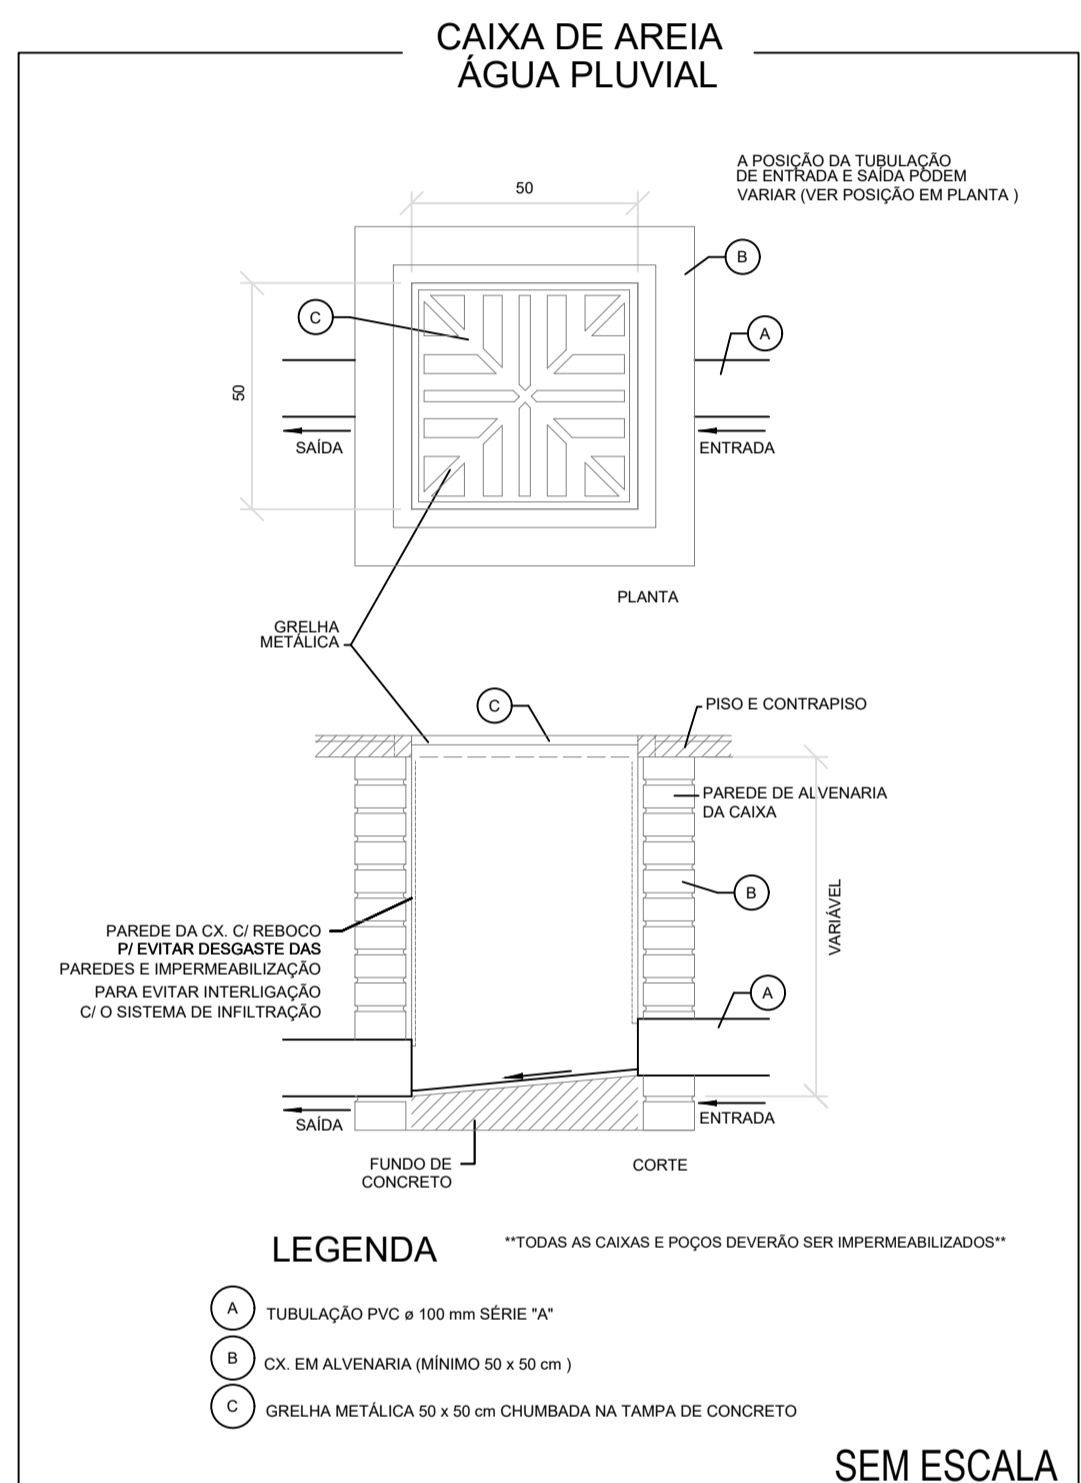 CAIXA DE AREIA
ÁGUA PLUVIAL
A POSIÇÃO DA TUBULAÇÃO
DE ENTRADA E SAÍDA PODEM
VARIAR (VER POSIÇÃO EM PLANTA )
50
B
C
A
50
SAÍDA
ENTRADA
PLANTA
GRELHA
METÁLICA
C
PISO E CONTRAPISO
PAREDE DE ALVENARIA
DA CAIXA
B
VARIÁVEL
PAREDE DA CX. C/ REBOCO
P/ EVITAR DESGASTE DAS
PAREDES E IMPERMEABILIZAÇÃO
PARA EVITAR INTERLIGAÇÃO
C/ O SISTEMA DE INFILTRAÇÃO
A
SAÍDA
ENTRADA
FUNDO DE
CONCRETO
CORTE
LEGENDA
**TODAS AS CAIXAS E POÇOS DEVERÃO SER IMPERMEABILIZADOS**
A TUBULAÇÃO PVC ø 100 mm SÉRIE "A"
B CX. EM ALVENARIA (MÍNIMO 50 x 50 cm )
C GRELHA METÁLICA 50 x 50 cm CHUMBADA NA TAMPA DE CONCRETO
SEM ESCALA